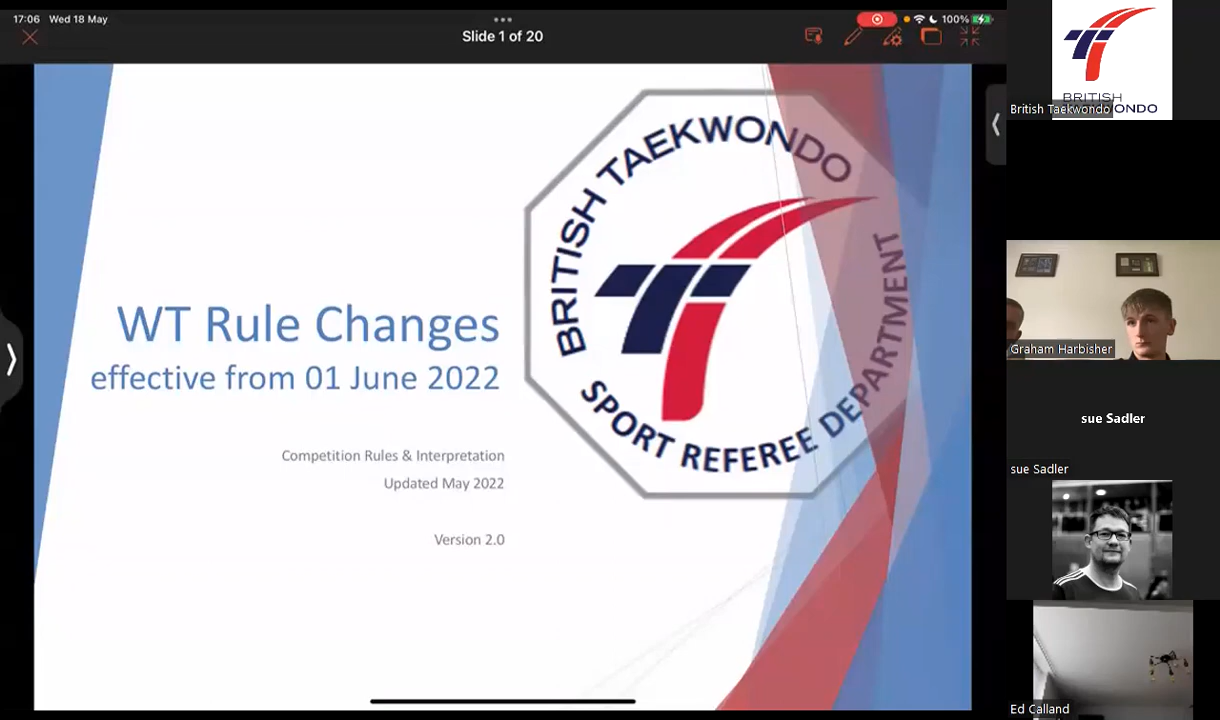 17:06 Wed 18 May
100%
Slide 1 of 20
BRITISH TAEKWONDO
SPORT REFEREE DEPARTMENT
WT Rule Changes
effective from 01 June 2022
Competition Rules & Interpretation
Updated May 2022
Version 2.0
BRITISH
TAEKWONDO
British Taekwondo
Graham Harbisher
sue Sadler
sue Sadler
Ed Calland